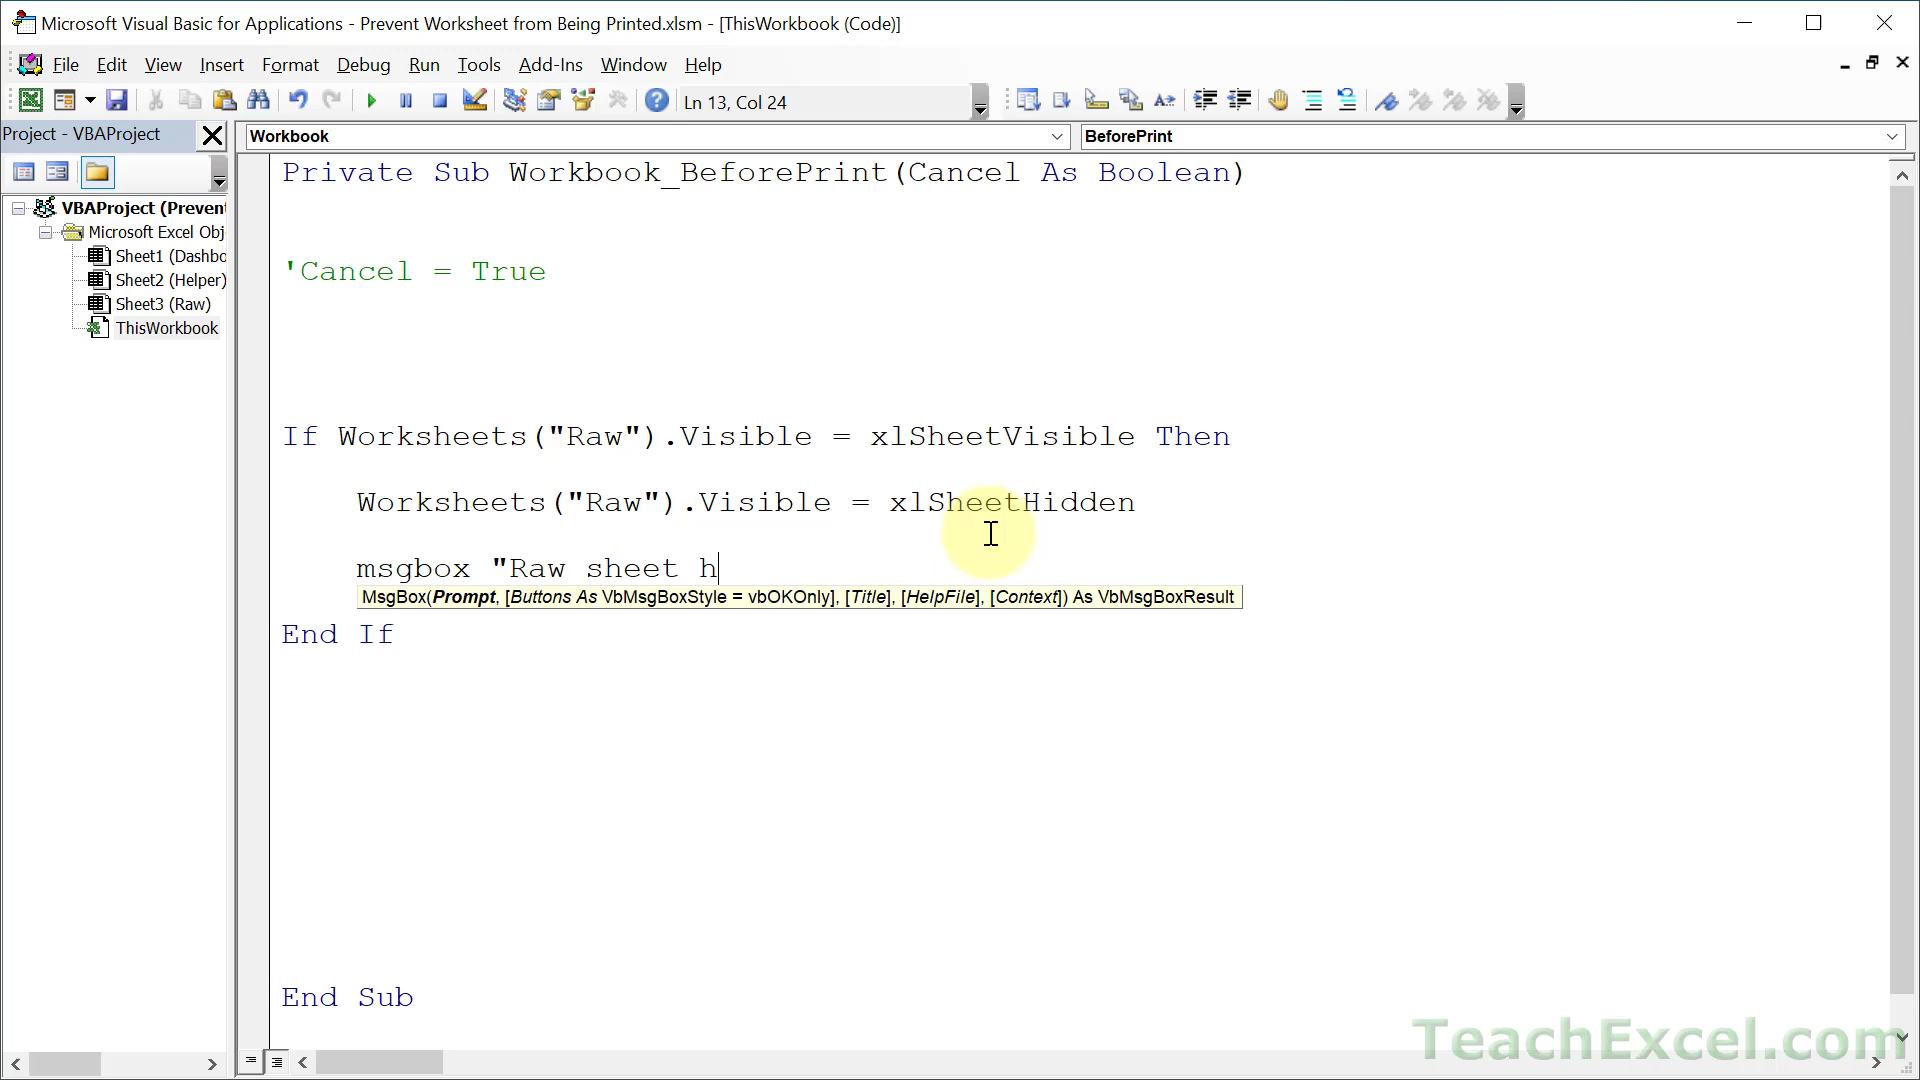 Microsoft Visual Basic for Applications - Prevent Worksheet from Being Printed.xlsm - [ThisWorkbook (Code)]
File Edit View Insert Format Debug Run Tools Add-Ins Window Help
Ln 13, Col 24
Project - VBAProject
Workbook
BeforePrint
VBAProject (Preven
Microsoft Excel Obj
Sheet1 (Dashbo
Sheet2 (Helper)
Sheet3 (Raw)
ThisWorkbook
Private Sub Workbook_BeforePrint(Cancel As Boolean)
'Cancel = True
If Worksheets("Raw").Visible = xlSheetVisible Then
Worksheets("Raw").Visible = xlSheetHidden
msgbox "Raw sheet h
MsgBox(Prompt, [Buttons As VbMsgBoxStyle = vbOKOnly], [Title], [HelpFile], [Context]) As VbMsgBoxResult
End If
End Sub
TeachExcel.com